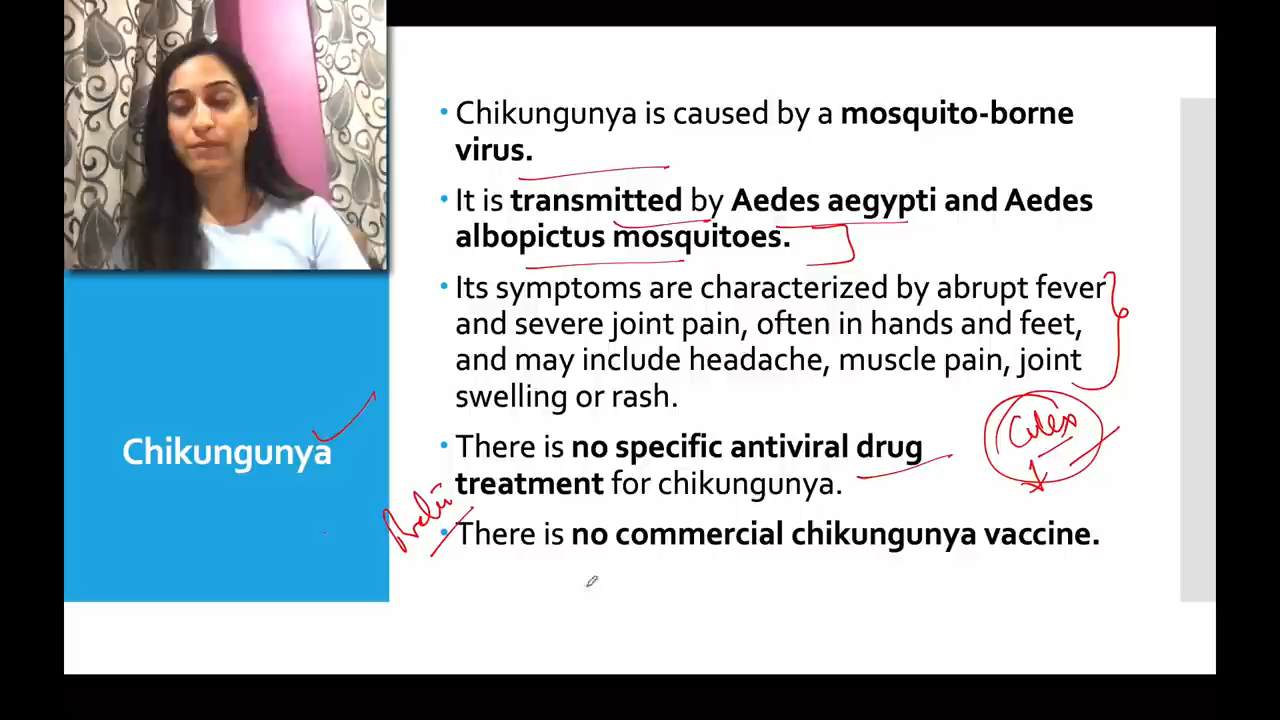 Chikungunya is caused by a mosquito-borne
virus.
It is transmitted by Aedes aegypti and Aedes
albopictus mosquitoes.
Its symptoms are characterized by abrupt fever
and severe joint pain, often in hands and feet,
and may include headache, muscle pain, joint
swelling or rash.
There is no specific antiviral drug
treatment for chikungunya.
There is no commercial chikungunya vaccine.
Chikungunya